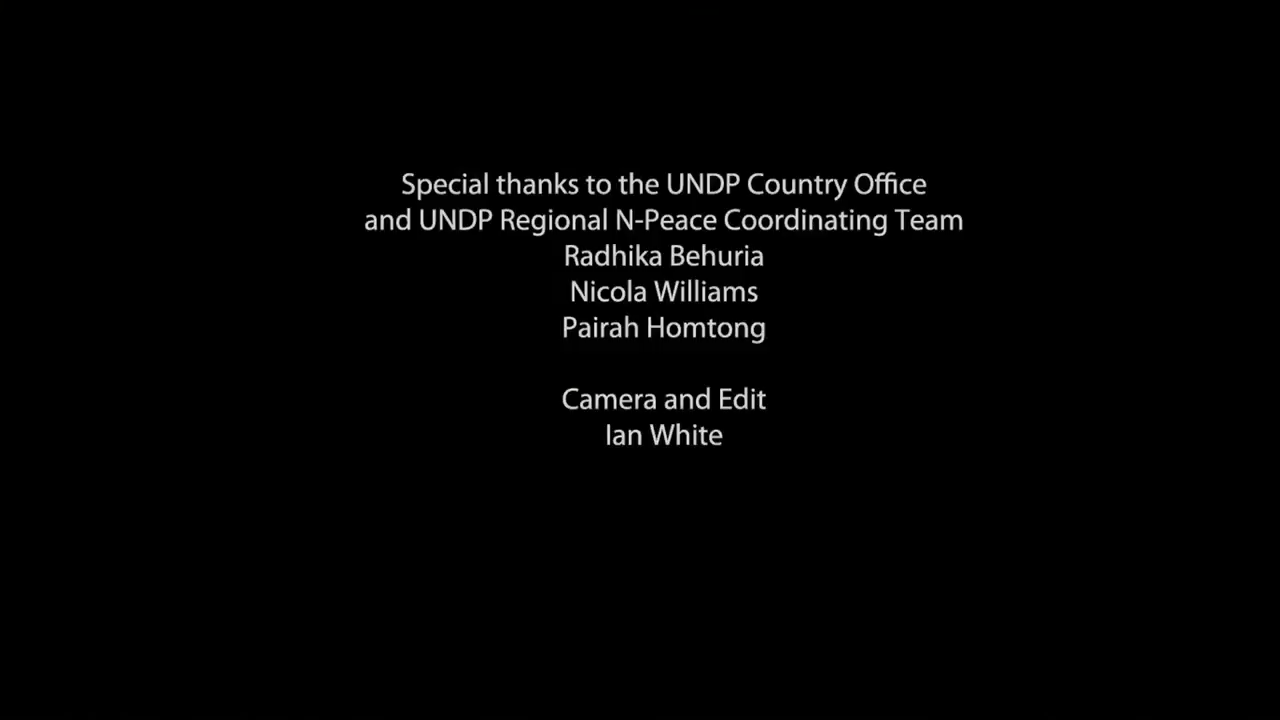 Special thanks to the UNDP Country Office
and UNDP Regional N-Peace Coordinating Team
Radhika Behuria
Nicola Williams
Pairah Homtong
Camera and Edit
Ian White